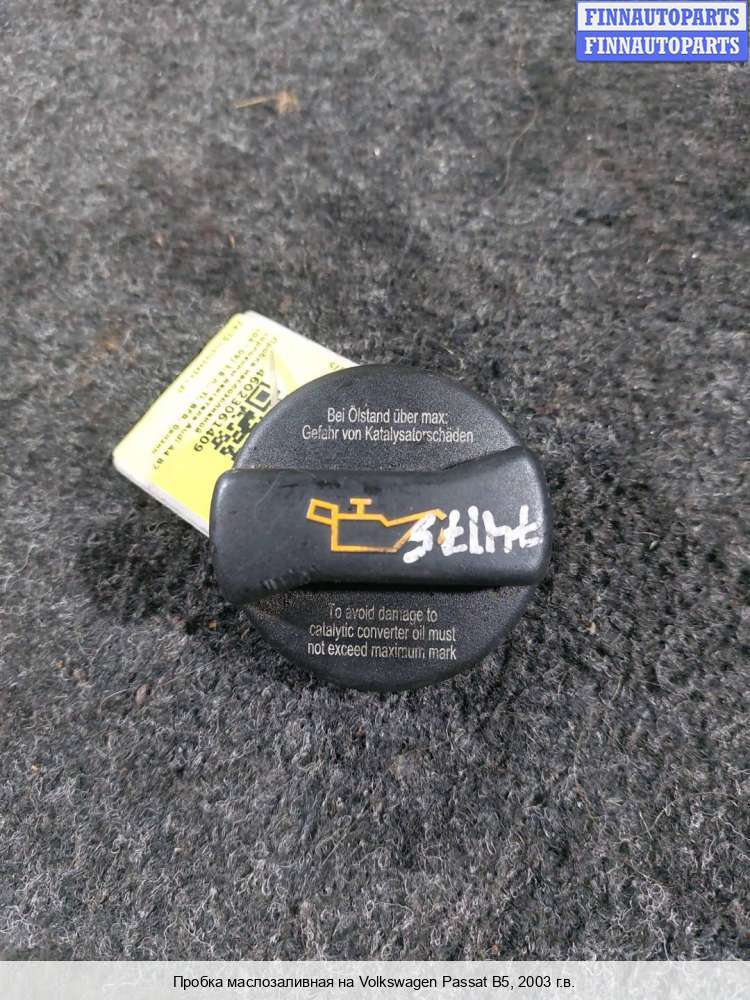 FINNAUTOPARTS
FINNAUTOPARTS
Bei Ölstand über max:
Gefahr von Katalysatorschäden
To avoid damage to
catalytic converter oil must
not exceed maximum mark
46023061409
Пробка маслозаливная на Volkswagen Passat B5, 2003 г.в.